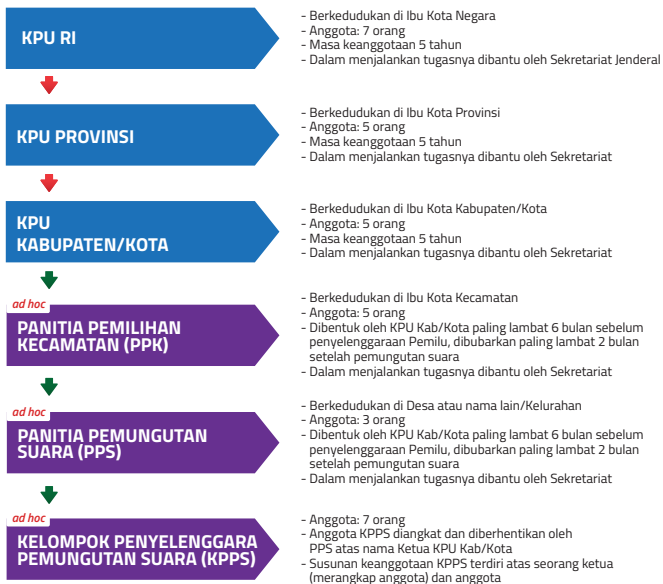 KPU RI
- Berkedudukan di Ibu Kota Negara
- Anggota: 7 orang
- Masa keanggotaan 5 tahun
- Dalam menjalankan tugasnya dibantu oleh Sekretariat Jenderal
KPU PROVINSI
- Berkedudukan di Ibu Kota Provinsi
- Anggota: 5 orang
- Masa keanggotaan 5 tahun
- Dalam menjalankan tugasnya dibantu oleh Sekretariat
KPU
KABUPATEN/KOTA
- Berkedudukan di Ibu Kota Kabupaten/Kota
- Anggota: 5 orang
- Masa keanggotaan 5 tahun
- Dalam menjalankan tugasnya dibantu oleh Sekretariat
ad hoc
PANITIA PEMILIHAN
KECAMATAN (PPK)
- Berkedudukan di Ibu Kota Kecamatan
- Anggota: 5 orang
- Dibentuk oleh KPU Kab/Kota paling lambat 6 bulan sebelum
penyelenggaraan Pemilu, dibubarkan paling lambat 2 bulan
setelah pemungutan suara
- Dalam menjalankan tugasnya dibantu oleh Sekretariat
ad hoc
PANITIA PEMUNGUTAN
SUARA (PPS)
- Berkedudukan di Desa atau nama lain/Kelurahan
- Anggota: 3 orang
- Dibentuk oleh KPU Kab/Kota paling lambat 6 bulan sebelum
penyelenggaraan Pemilu, dibubarkan paling lambat 2 bulan
setelah pemungutan suara
- Dalam menjalankan tugasnya dibantu oleh Sekretariat
ad hoc
KELOMPOK PENYELENGGARA
PEMUNGUTAN SUARA (KPPS)
- Anggota: 7 orang
- Anggota KPPS diangkat dan diberhentikan oleh
PPS atas nama Ketua KPU Kab/Kota
- Susunan keanggotaan KPPS terdiri atas seorang ketua
(merangkap anggota) dan anggota